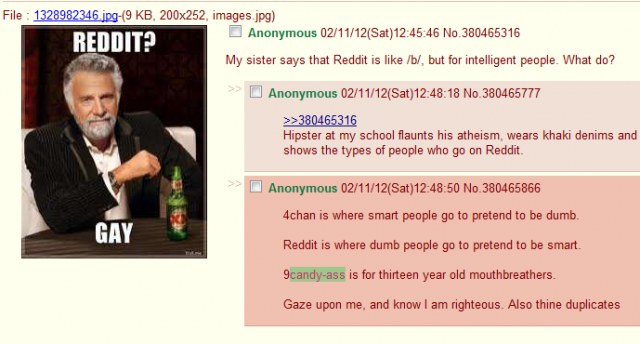 File : 1328982346.jpg-(9 KB, 200x252, images.jpg)
REDDIT?
GAY
Anonymous 02/11/12(Sat)12:45:46 No.380465316
My sister says that Reddit is like /b/, but for intelligent people. What do?
>> Anonymous 02/11/12(Sat)12:48:18 No.380465777
>>380465316
Hipster at my school flaunts his atheism, wears khaki denims and
shows the types of people who go on Reddit.
>> Anonymous 02/11/12(Sat)12:48:50 No.380465866
4chan is where smart people go to pretend to be dumb.
Reddit is where dumb people go to pretend to be smart.
9candy-ass is for thirteen year old mouthbreathers.
Gaze upon me, and know I am righteous. Also thine duplicates